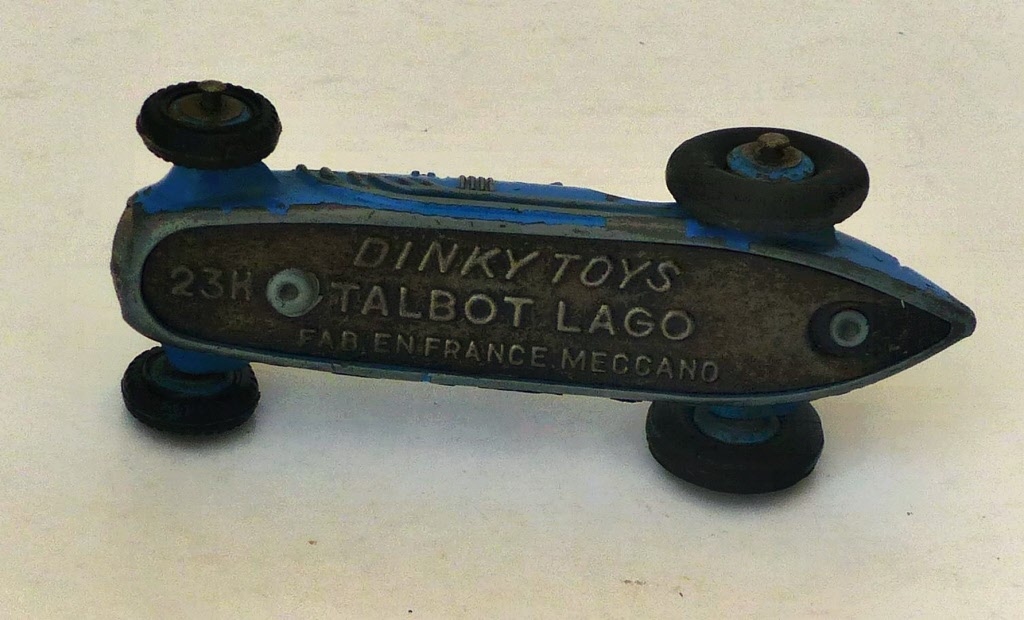 DINKY TOYS
23H TALBOT LAGO
FAB. EN FRANCE. MECCANO